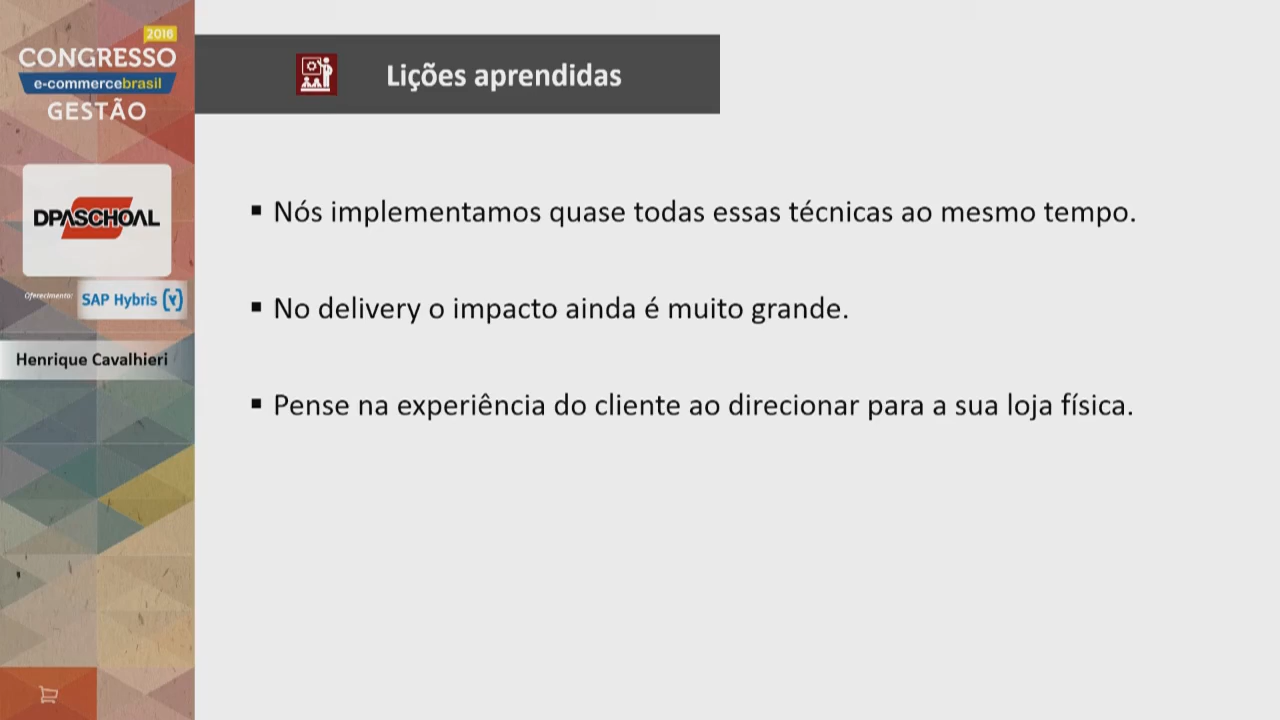 2016
CONGRESSO
e-commercebrasil
GESTÃO
DPASCHOAL
Oferecimento:
SAP Hybris (Y)
Henrique Cavalhieri
Lições aprendidas
▪ Nós implementamos quase todas essas técnicas ao mesmo tempo.
▪ No delivery o impacto ainda é muito grande.
▪ Pense na experiência do cliente ao direcionar para a sua loja física.